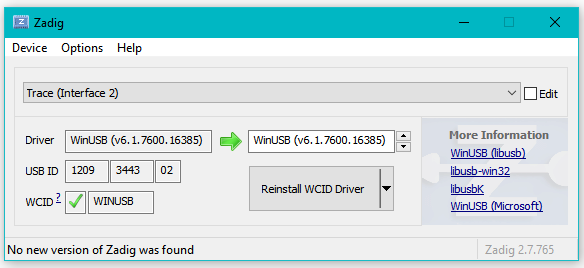 Zadig
Device Options Help
Trace (Interface 2) Edit
Driver WinUSB (v6.1.7600.16385) WinUSB (v6.1.7600.16385) More Information
WinUSB (libusb)
USB ID 1209 3443 02 libusb-win32
Reinstall WCID Driver libusbK
WCID ? WINUSB WinUSB (Microsoft)
No new version of Zadig was found Zadig 2.7.765